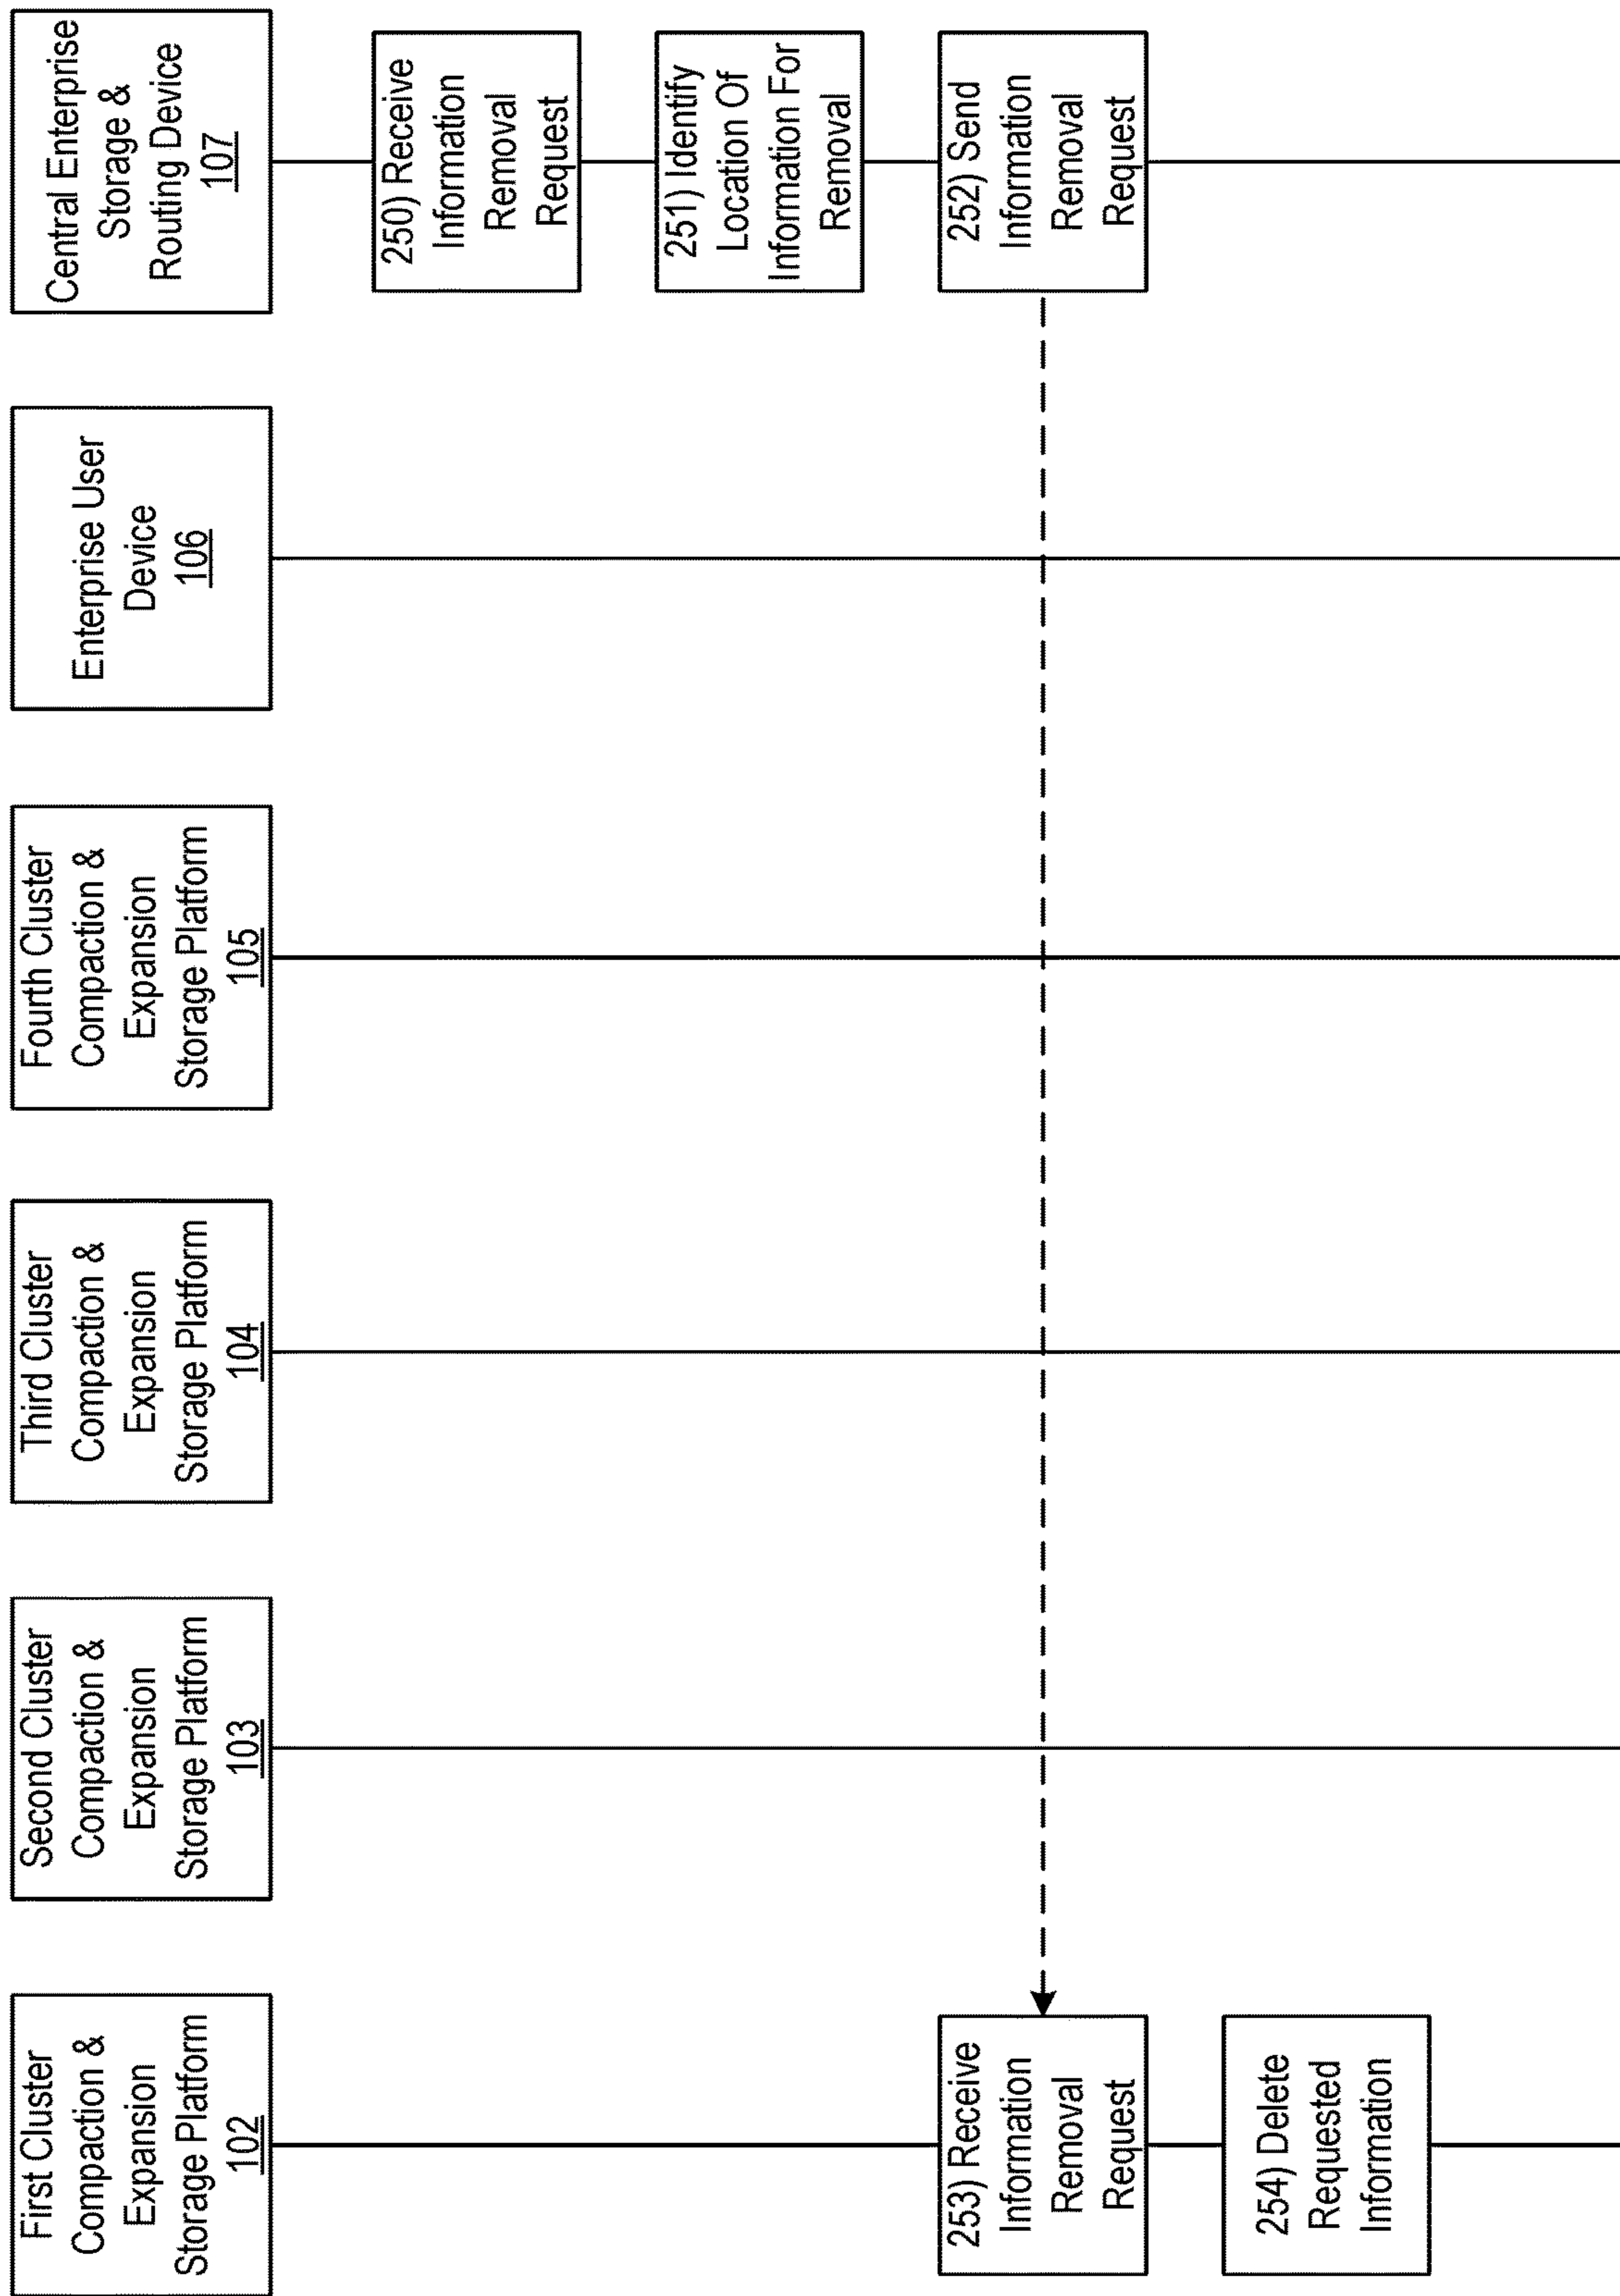 First Cluster
Compaction &
Expansion
Storage Platform
102
Second Cluster
Compaction &
Expansion
Storage Platform
103
Third Cluster
Compaction &
Expansion
Storage Platform
104
Fourth Cluster
Compaction &
Expansion
Storage Platform
105
Enterprise User
Device
106
Central Enterprise
Storage &
Routing Device
107
250) Receive
Information
Removal
Request
251) Identify
Location Of
Information For
Removal
252) Send
Information
Removal
Request
253) Receive
Information
Removal
Request
254) Delete
Requested
Information